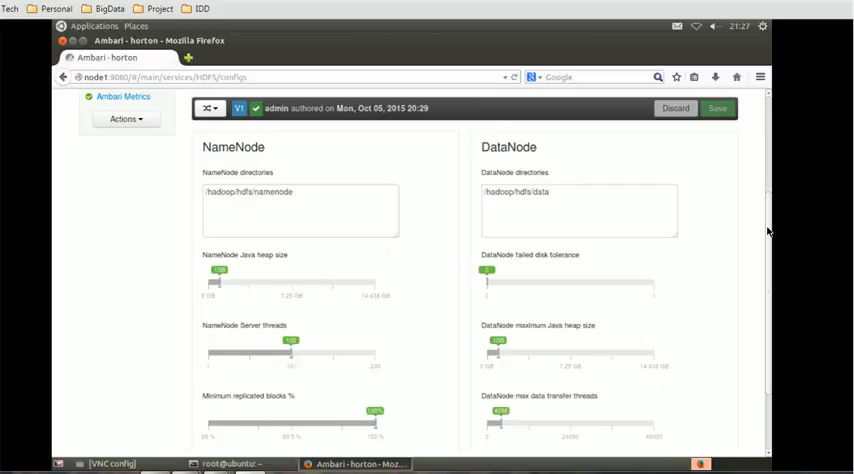 Tech Personal BigData Project IDD
Applications Places 21:27
Ambari - horton - Mozilla Firefox
Ambari - horton
node1:8080/#/main/services/HDFS/configs Google
Ambari Metrics
Actions
V1 admin authored on Mon, Oct 05, 2015 20:29 Discard Save
NameNode
NameNode directories
/hadoop/hdfs/namenode
NameNode Java heap size
1GB
0 GB 7.25 GB 14.438 GB
NameNode Server threads
100
1 200
Minimum replicated blocks %
100%
99 % 99.5 % 100 %
DataNode
DataNode directories
/hadoop/hdfs/data
DataNode failed disk tolerance
0
0 1
DataNode maximum Java heap size
1GB
0 GB 7.25 GB 14.438 GB
DataNode max data transfer threads
4096
0 24000 48000
[VNC config] root@ubuntu: ~ Ambari - horton - Moz...